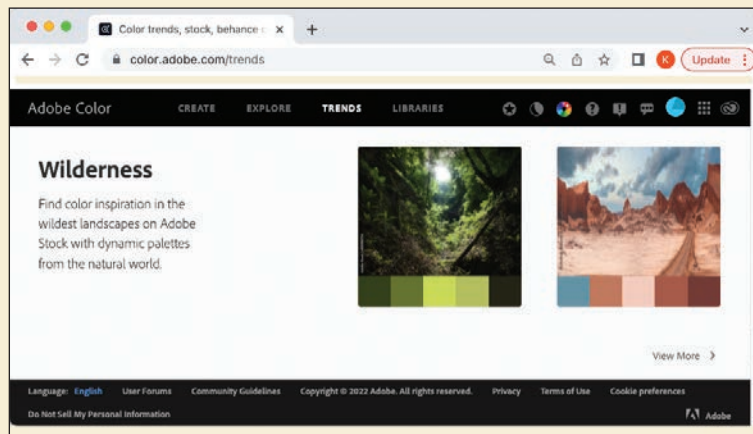 Color trends, stock, behance
color.adobe.com/trends
K
Update
Adobe Color
CREATE EXPLORE TRENDS LIBRARIES
Wilderness
Find color inspiration in the
wildest landscapes on Adobe
Stock with dynamic palettes
from the natural world.
View More
Language: English User Forums Community Guidelines Copyright © 2022 Adobe. All rights reserved. Privacy Terms of Use Cookie preferences
Do Not Sell My Personal Information
Adobe